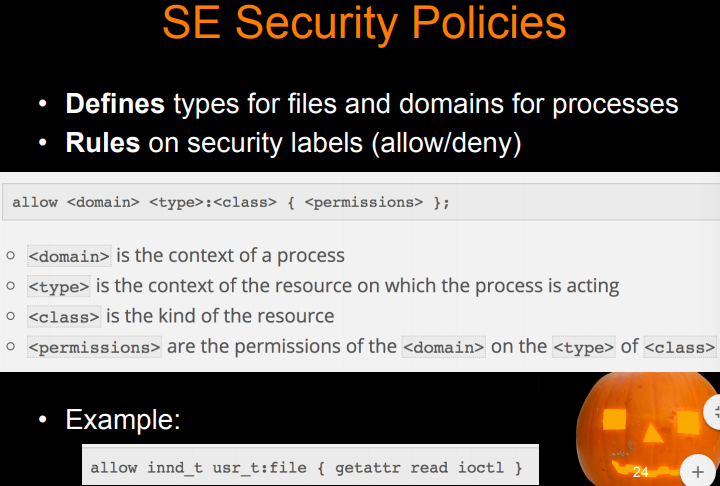 SE Security Policies
• Defines types for files and domains for processes
• Rules on security labels (allow/deny)
allow <domain> <type>:<class> { <permissions> };
○ <domain> is the context of a process
○ <type> is the context of the resource on which the process is acting
○ <class> is the kind of the resource
○ <permissions> are the permissions of the <domain> on the <type> of <class>
• Example:
allow innd_t usr_t:file { getattr read ioctl }
24
+